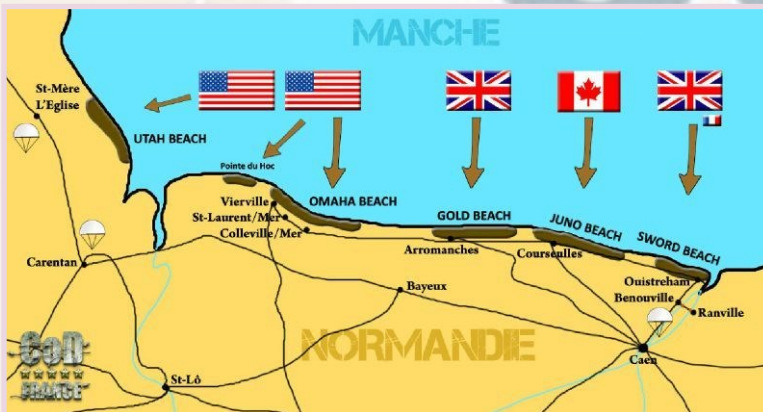 MANCHE
St-Mère
L'Eglise
UTAH BEACH
Pointe du Hoc
Vierville
OMAHA BEACH
St-Laurent/Mer
Colleville/Mer
GOLD BEACH
JUNO BEACH
SWORD BEACH
Arromanches
Courseulles
Ouistreham
Benouville
Ranville
Carentan
Bayeux
NORMANDIE
Caen
St-Lô
CoD
FRANCE